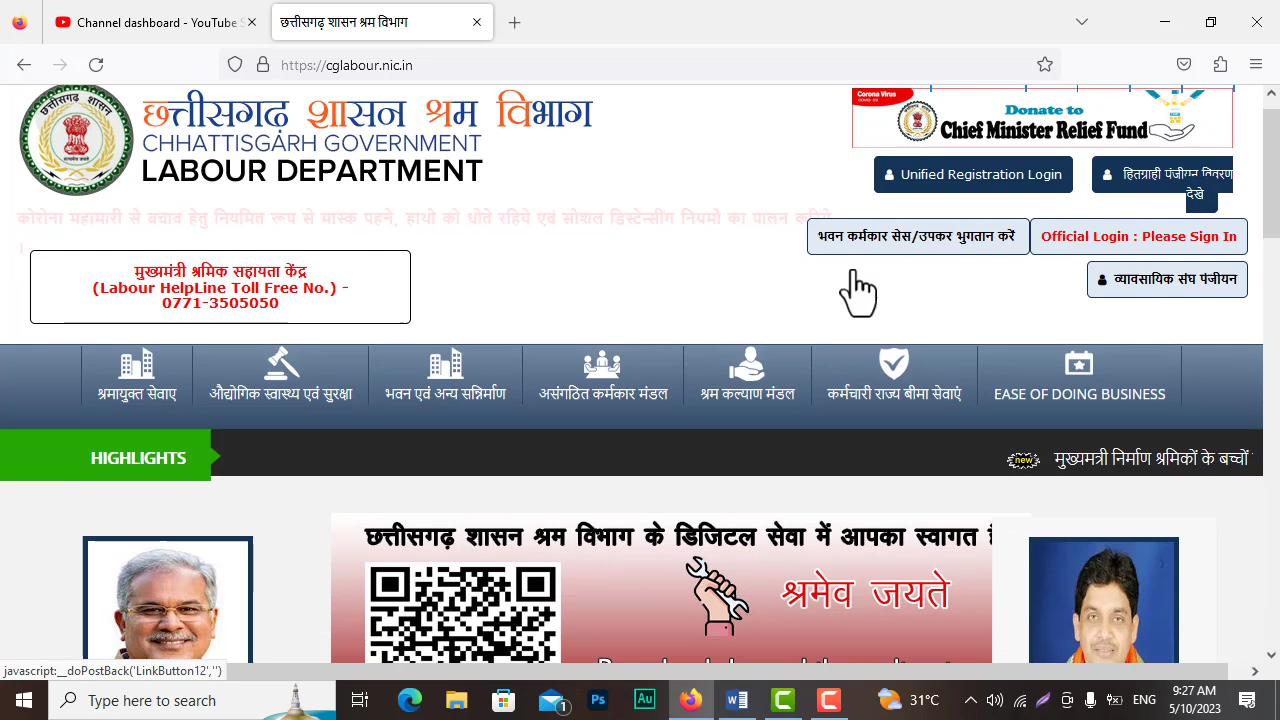 Channel dashboard - YouTube S
छत्तीसगढ़ शासन श्रम विभाग
https://cglabour.nic.in
छत्तीसगढ़ शासन श्रम विभाग
CHHATTISGARH GOVERNMENT
LABOUR DEPARTMENT
Corona Virus
Donate to
Chief Minister Relief Fund
Unified Registration Login
हितग्राही पंजीयन विवरण
देखे
कोरोना महामारी से बचाव हेतु नियमित रूप से मास्क पहने, हाथो को धोते रहिये एवं सोशल डिस्टेन्सींग नियमो का पालन करिये
।
भवन कर्मकार सेस/उपकर भुगतान करें
Official Login : Please Sign In
मुख्यमंत्री श्रमिक सहायता केंद्र
(Labour HelpLine Toll Free No.) -
0771-3505050
व्यावसायिक संघ पंजीयन
श्रमायुक्त सेवाए
औद्योगिक स्वास्थ्य एवं सुरक्षा
भवन एवं अन्य सन्निर्माण
असंगठित कर्मकार मंडल
श्रम कल्याण मंडल
कर्मचारी राज्य बीमा सेवाएं
EASE OF DOING BUSINESS
HIGHLIGHTS
new
मुख्यमंत्री निर्माण श्रमिकों के बच्चों
छत्तीसगढ़ शासन श्रम विभाग के डिजिटल सेवा में आपका स्वागत
श्रमेव जयते
javascript:__doPostBack('LinkButton12','')
Type here to search
1
31°C
ENG
9:27 AM
5/10/2023